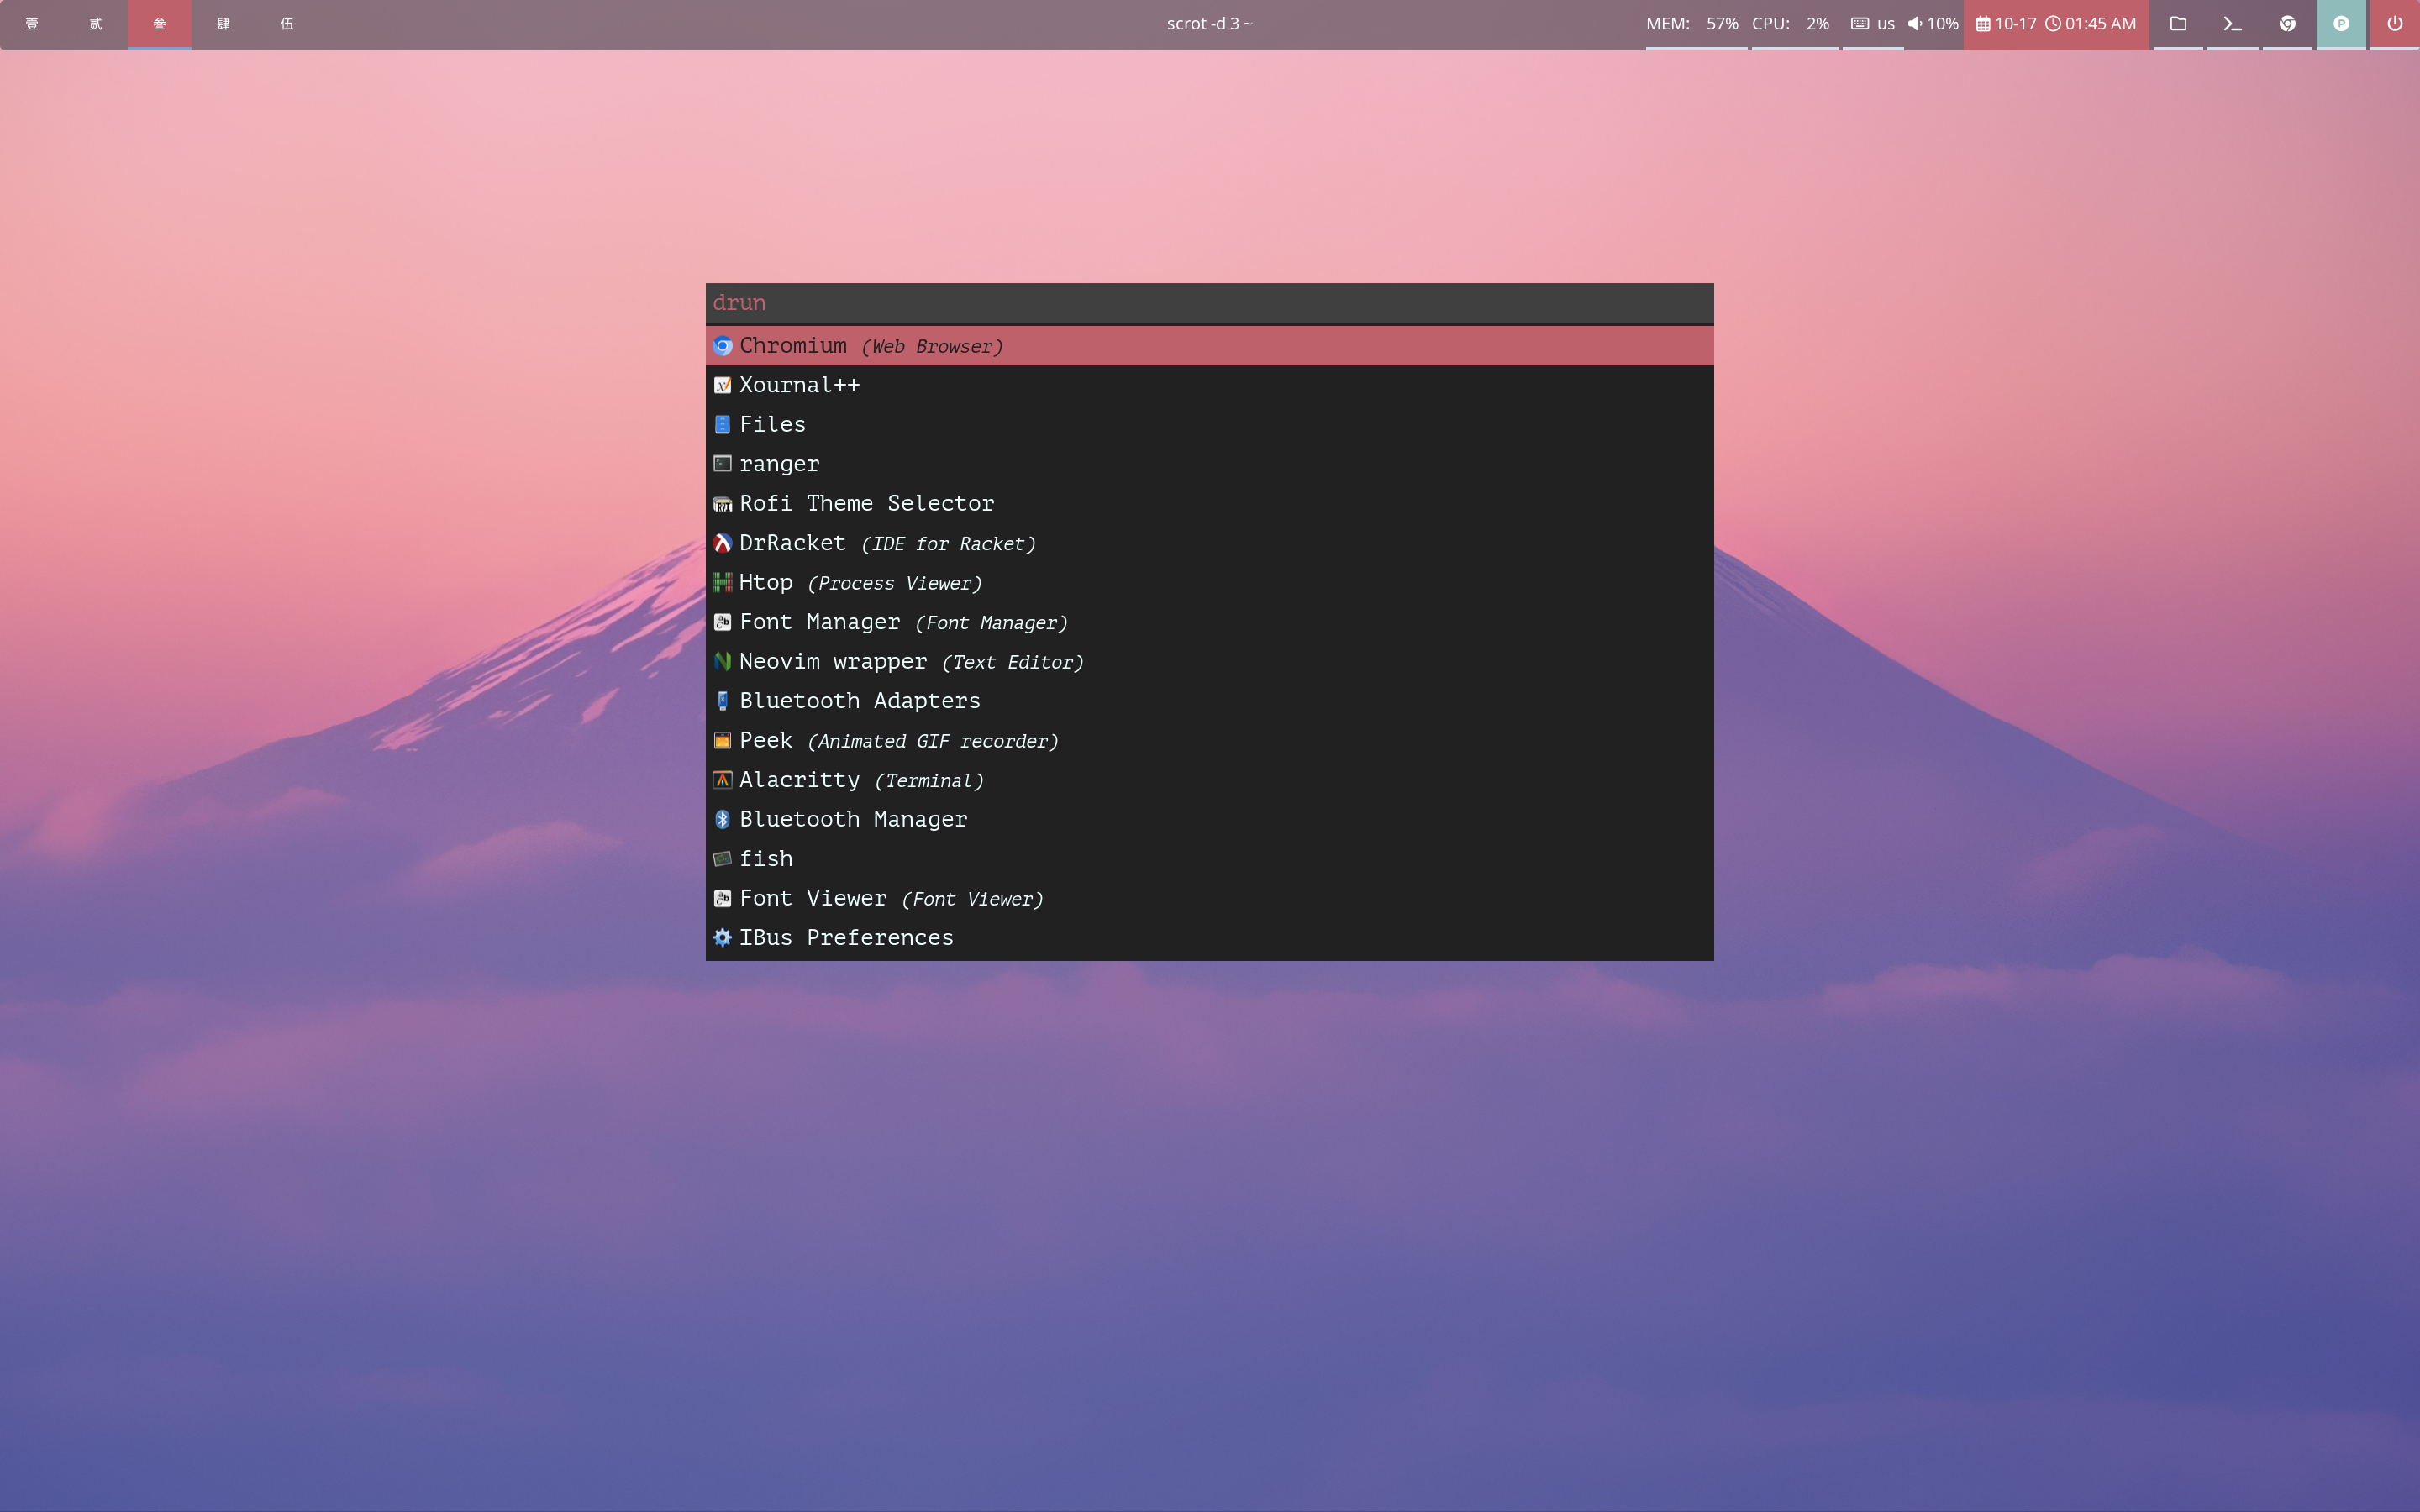 壹 贰 叁 肆 伍 scrot -d 3 ~ MEM: 57% CPU: 2% us 10% 10-17 01:45 AM
drun
Chromium (Web Browser)
Xournal++
Files
ranger
Rofi Theme Selector
DrRacket (IDE for Racket)
Htop (Process Viewer)
Font Manager (Font Manager)
Neovim wrapper (Text Editor)
Bluetooth Adapters
Peek (Animated GIF recorder)
Alacritty (Terminal)
Bluetooth Manager
fish
Font Viewer (Font Viewer)
IBus Preferences